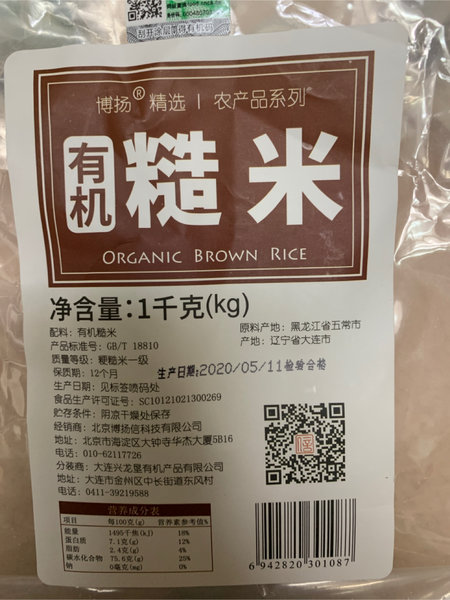 刮开涂层累得有机码
博扬® 精选 | 农产品系列
有机
糙米
ORGANIC BROWN RICE
净含量:1千克(kg)
配料:有机糙米
原料产地:黑龙江省五常市
产品标准号:GB/T 18810
产地:辽宁省大连市
质量等级:粳糙米一级
保质期:12个月
生产日期:2020/05/11检验合格
生产日期:见标签喷码处
食品生产许可证号:SC10121021300269
贮存条件:阴凉干燥处保存
经销商:北京博扬信科技有限公司
地址:北京市海淀区大钟寺华杰大厦5B16
电话:010-62117726
分装商:大连兴龙垦有机产品有限公司
地址:大连市金州区中长街道东风村
电话:0411-39219588
营养成分表
项目 每100克(g) 营养素参考值%
能量 1495千焦(kJ) 18%
蛋白质 7.1克(g) 12%
脂肪 2.4克(g) 4%
碳水化合物 75.6克(g) 25%
钠 0毫克(mg) 0%
6 942820 301087